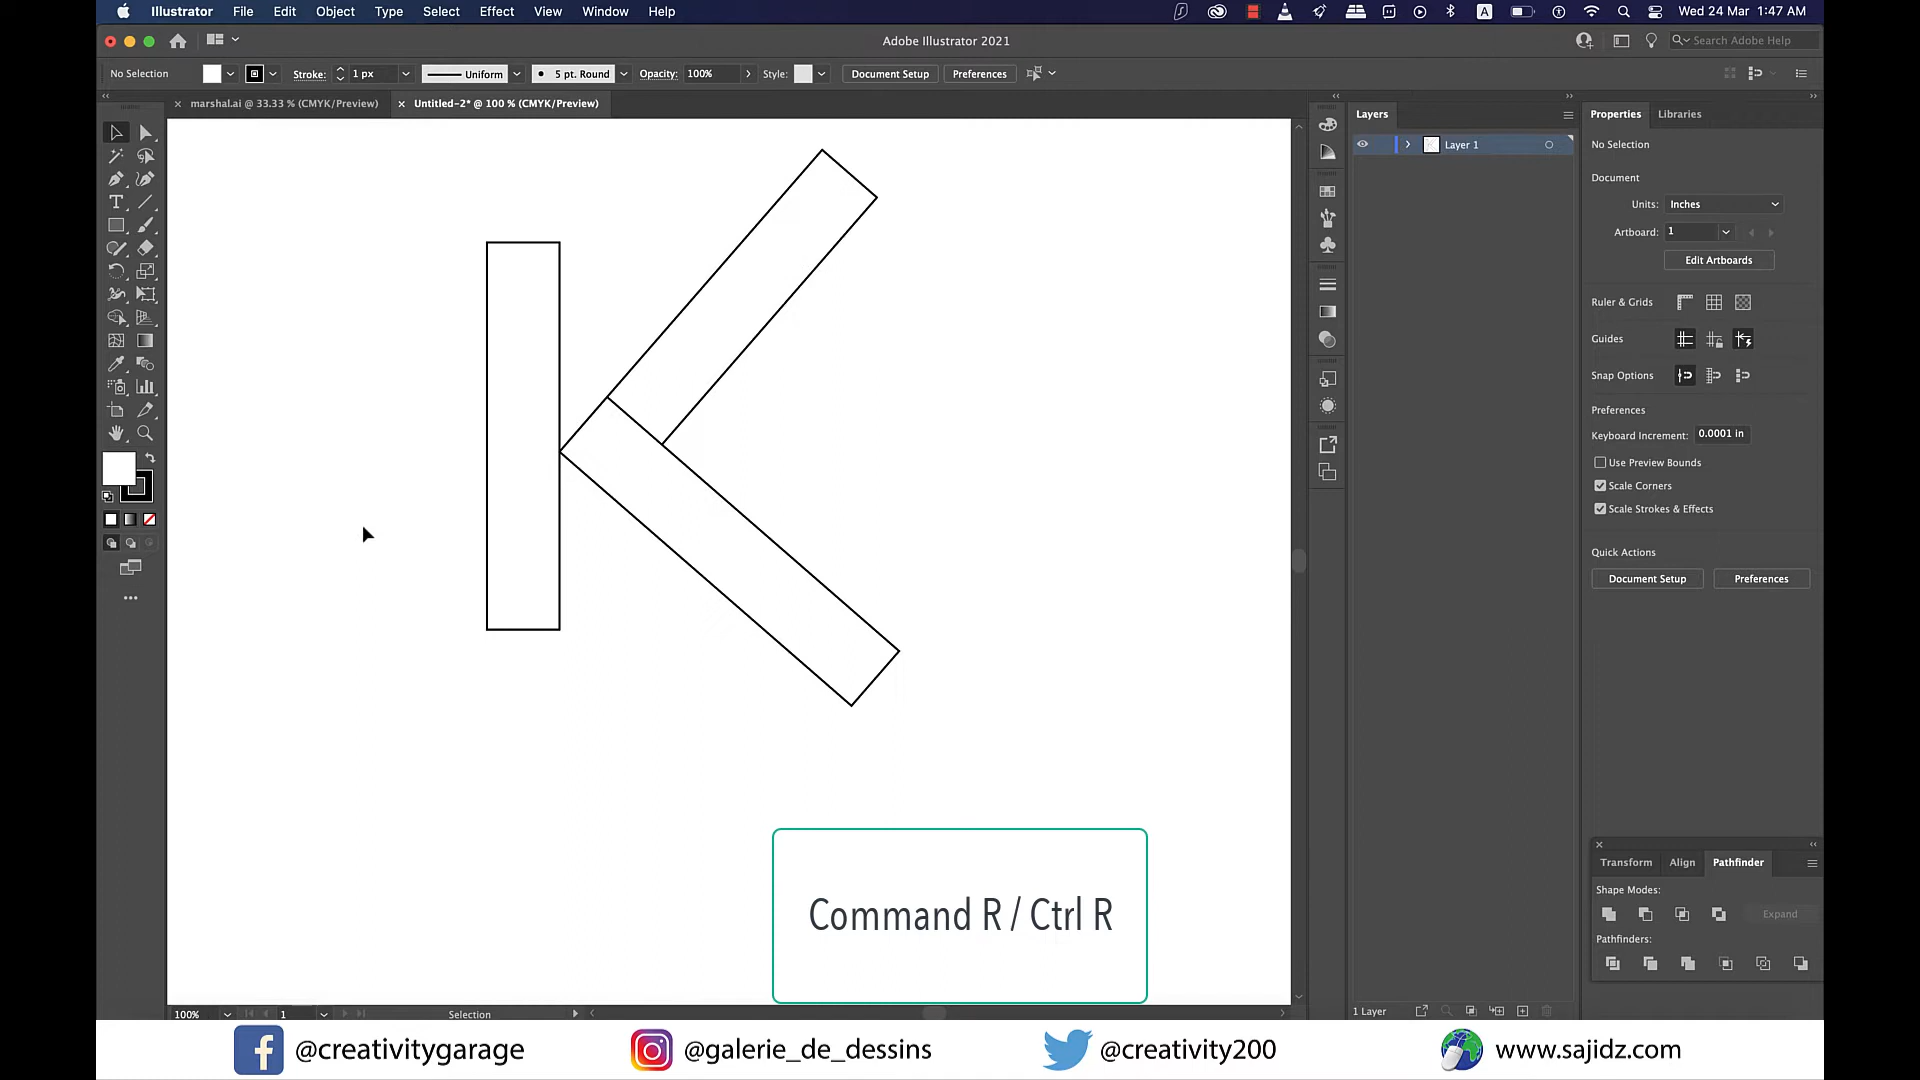 Illustrator File Edit Object Type Select Effect View Window Help
A
Wed 24 Mar 1:47 AM
Adobe Illustrator 2021
Search Adobe Help
No Selection
Stroke: 1 px
Uniform
5 pt. Round
Opacity: 100%
Style:
Document Setup
Preferences
marshal.ai @ 33.33 % (CMYK/Preview)
Untitled-2* @ 100 % (CMYK/Preview)
Layers
Layer 1
Properties Libraries
No Selection
Document
Units: Inches
Artboard: 1
Edit Artboards
Ruler & Grids
Guides
Snap Options
Preferences
Keyboard Increment: 0.0001 in
Use Preview Bounds
Scale Corners
Scale Strokes & Effects
Quick Actions
Document Setup Preferences
Transform Align Pathfinder
Shape Modes:
Expand
Pathfinders:
Command R / Ctrl R
100% 1 Selection
1 Layer
@creativitygarage
@galerie_de_dessins
@creativity200
www.sajidz.com